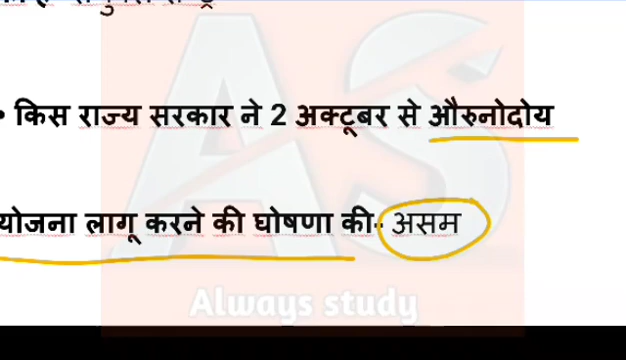 • किस राज्य सरकार ने 2 अक्टूबर से औरुनोदोय
योजना लागू करने की घोषणा की- असम
Always study